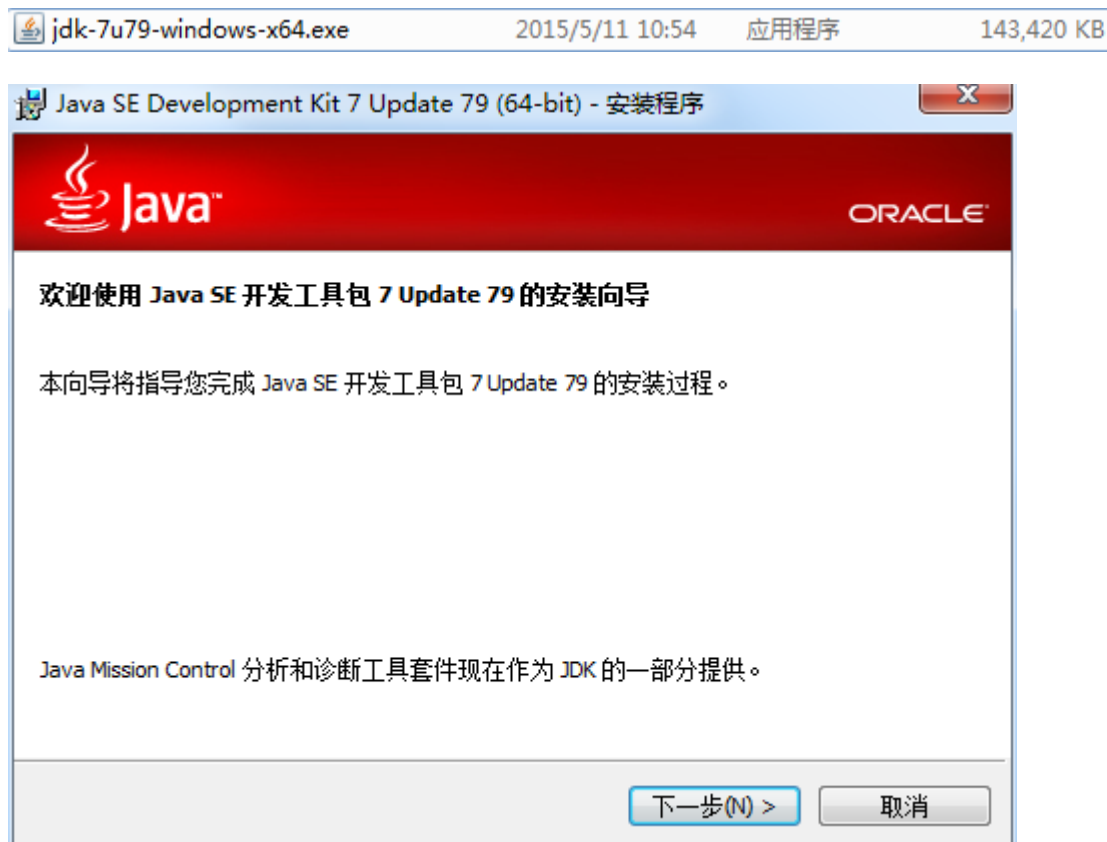 jdk-7u79-windows-x64.exe 2015/5/11 10:54 应用程序 143,420 KB
Java SE Development Kit 7 Update 79 (64-bit) - 安装程序
Java™ ORACLE®
欢迎使用 Java SE 开发工具包 7 Update 79 的安装向导
本向导将指导您完成 Java SE 开发工具包 7 Update 79 的安装过程。
Java Mission Control 分析和诊断工具套件现在作为 JDK 的一部分提供。
下一步(N) > 取消